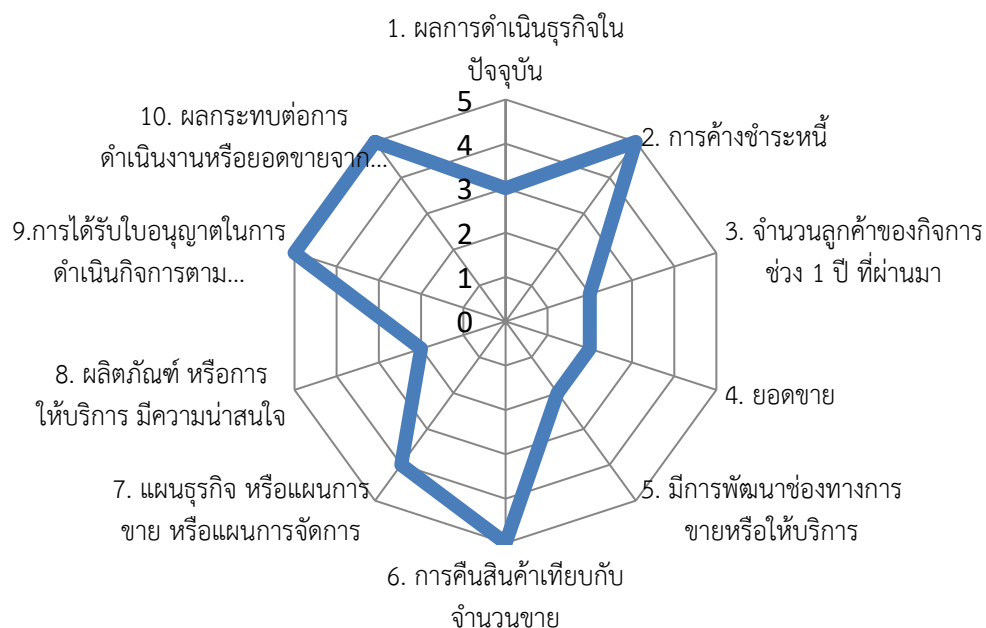 1. ผลการดำเนินธุรกิจใน
ปัจจุบัน
2. การค้างชำระหนี้
3. จำนวนลูกค้าของกิจการ
ช่วง 1 ปี ที่ผ่านมา
4. ยอดขาย
5. มีการพัฒนาช่องทางการ
ขายหรือให้บริการ
6. การคืนสินค้าเทียบกับ
จำนวนขาย
7. แผนธุรกิจ หรือแผนการ
ขาย หรือแผนการจัดการ
8. ผลิตภัณฑ์ หรือการ
ให้บริการ มีความน่าสนใจ
9.การได้รับใบอนุญาตในการ
ดำเนินกิจการตาม...
10. ผลกระทบต่อการ
ดำเนินงานหรือยอดขายจาก...
5
4
3
2
1
0